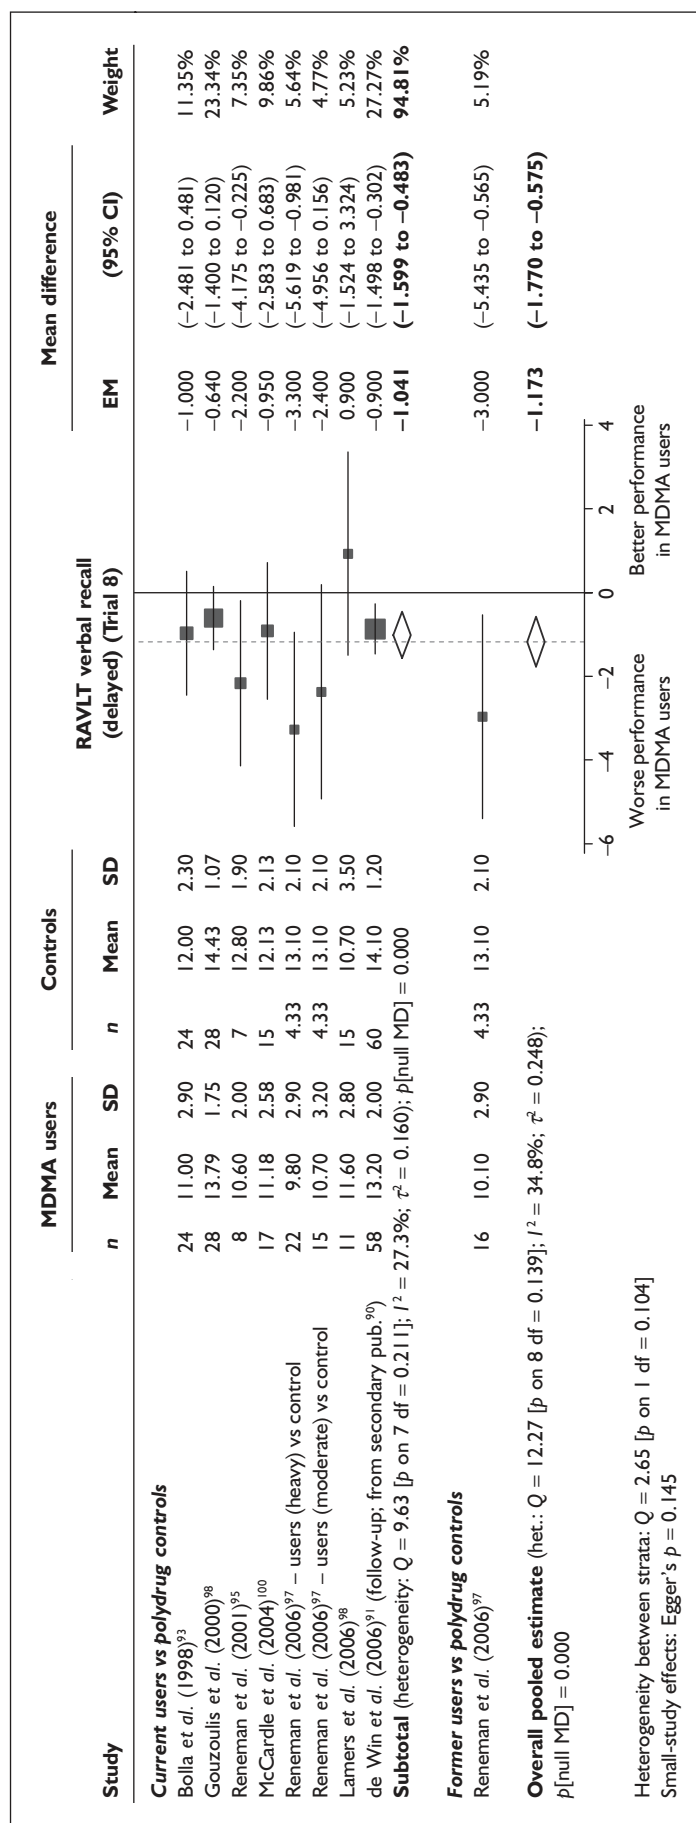 MDMA users Controls RAVLT verbal recall Mean difference
Study n Mean SD n Mean SD (delayed) (Trial 8) EM (95% CI) Weight
Current users vs polydrug controls
Bolla et al. (1998)93 24 11.00 2.90 24 12.00 2.30 −1.000 (−2.481 to 0.481) 11.35%
Gouzoulis et al. (2000)98 28 13.79 1.75 28 14.43 1.07 −0.640 (−1.400 to 0.120) 23.34%
Reneman et al. (2001)95 8 10.60 2.00 7 12.80 1.90 −2.200 (−4.175 to −0.225) 7.35%
McCardle et al. (2004)100 17 11.18 2.58 15 12.13 2.13 −0.950 (−2.583 to 0.683) 9.86%
Reneman et al. (2006)97 – users (heavy) vs control 22 9.80 2.90 4.33 13.10 2.10 −3.300 (−5.619 to −0.981) 5.64%
Reneman et al. (2006)97 – users (moderate) vs control 15 10.70 3.20 4.33 13.10 2.10 −2.400 (−4.956 to 0.156) 4.77%
Lamers et al. (2006)98 11 11.60 2.80 15 10.70 3.50 0.900 (−1.524 to 3.324) 5.23%
de Win et al. (2006)91 (follow-up; from secondary pub.90) 58 13.20 2.00 60 14.10 1.20 −0.900 (−1.498 to −0.302) 27.27%
Subtotal (heterogeneity: Q = 9.63 [p on 7 df = 0.211]; I2 = 27.3%; τ2 = 0.160); p[null MD] = 0.000 −1.041 (−1.599 to −0.483) 94.81%
Former users vs polydrug controls
Reneman et al. (2006)97 16 10.10 2.90 4.33 13.10 2.10 −3.000 (−5.435 to −0.565) 5.19%
Overall pooled estimate (het.: Q = 12.27 [p on 8 df = 0.139]; I2 = 34.8%; τ2 = 0.248); −1.173 (−1.770 to −0.575)
p[null MD] = 0.000
−6 −4 −2 0 2 4
Worse performance Better performance
in MDMA users in MDMA users
Heterogeneity between strata: Q = 2.65 [p on 1 df = 0.104]
Small-study effects: Egger's p = 0.145